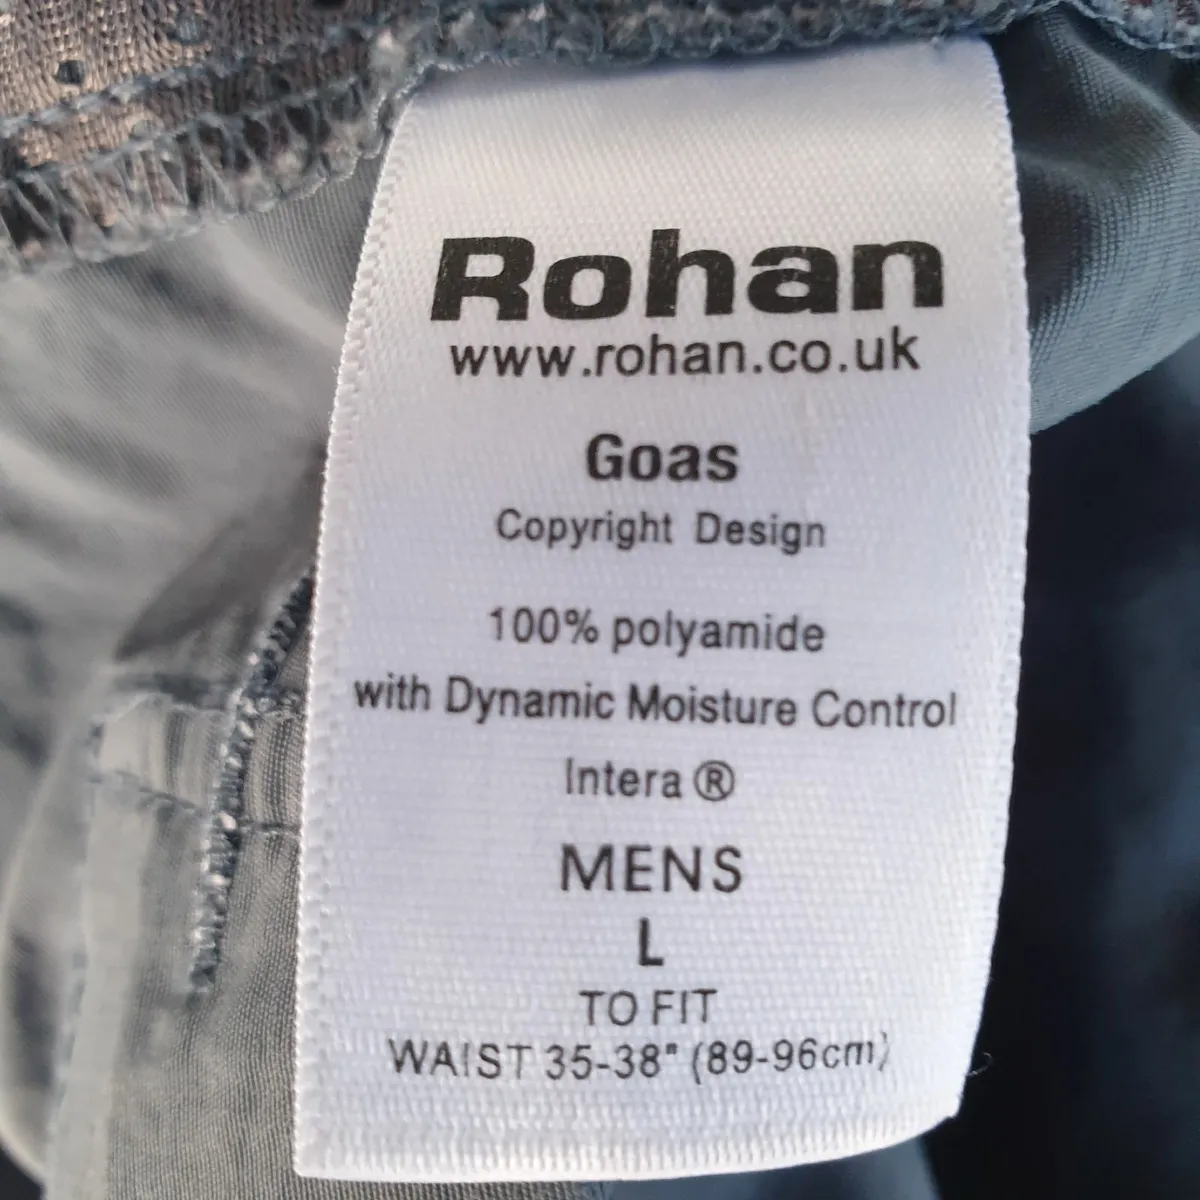 Rohan
www.rohan.co.uk
Goas
Copyright Design
100% polyamide
with Dynamic Moisture Control
Intera ®
MENS
L
TO FIT
WAIST 35-38" (89-96cm)